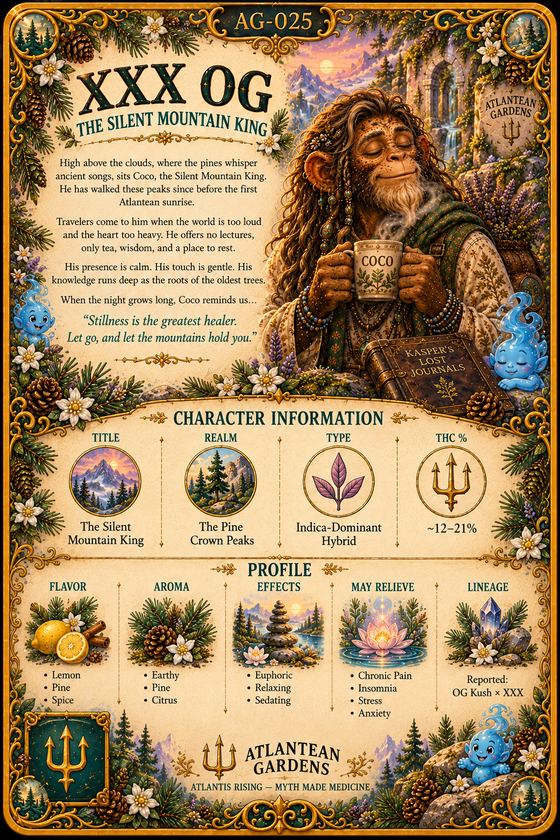 AG-025
XXX OG
THE SILENT MOUNTAIN KING
High above the clouds, where the pines whisper
ancient songs, sits Coco, the Silent Mountain King.
He has walked these peaks since before the first
Atlantean sunrise.
Travelers come to him when the world is too loud
and the heart too heavy. He offers no lectures,
only tea, wisdom, and a place to rest.
His presence is calm. His touch is gentle. His
knowledge runs deep as the roots of the oldest trees.
When the night grows long, Coco reminds us…
“Stillness is the greatest healer.
Let go, and let the mountains hold you.”
ATLANTEAN
GARDENS
COCO
KASPER'S
LOST
JOURNALS
CHARACTER INFORMATION
TITLE
The Silent
Mountain King
REALM
The Pine
Crown Peaks
TYPE
Indica-Dominant
Hybrid
THC %
~12–21%
PROFILE
FLAVOR
• Lemon
• Pine
• Spice
AROMA
• Earthy
• Pine
• Citrus
EFFECTS
• Euphoric
• Relaxing
• Sedating
MAY RELIEVE
• Chronic Pain
• Insomnia
• Stress
• Anxiety
LINEAGE
Reported:
OG Kush × XXX
ATLANTEAN
GARDENS
ATLANTIS RISING — MYTH MADE MEDICINE